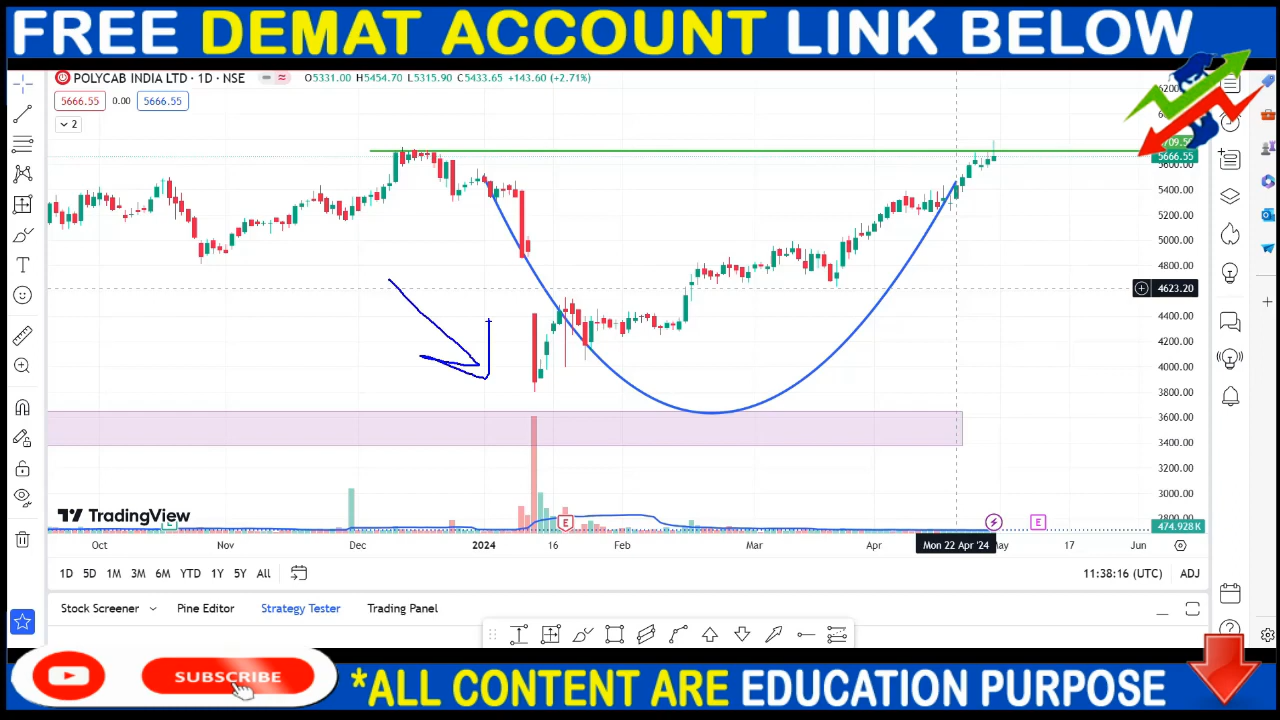 FREE DEMAT ACCOUNT LINK BELOW
POLYCAB INDIA LTD · 1D · NSE
O5331.00 H5454.70 L5315.90 C5433.65 +143.60 (+2.71%)
5666.55 0.00 5666.55
2
5666.55
5400.00
5200.00
5000.00
4800.00
4623.20
4400.00
4200.00
4000.00
3800.00
3600.00
3400.00
3200.00
3000.00
474.928K
TradingView
E E E
Oct Nov Dec 2024 16 Feb Mar Apr Mon 22 Apr '24 17 Jun
1D 5D 1M 3M 6M YTD 1Y 5Y All
11:38:16 (UTC) ADJ
Stock Screener Pine Editor Strategy Tester Trading Panel
SUBSCRIBE
*ALL CONTENT ARE EDUCATION PURPOSE